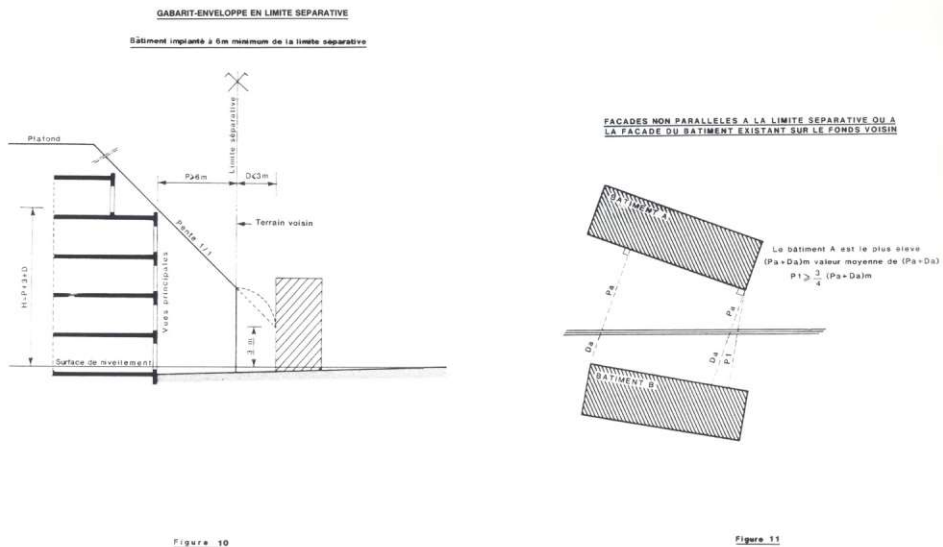 GABARIT-ENVELOPPE EN LIMITE SEPARATIVE
Bâtiment implanté à 6m minimum de la limite séparative
Plafond
Limite séparative
P⩾6m
D⩽3m
Terrain voisin
Pente 1/1
Vues principales
H=P+3+D
3 m
Surface de nivellement
Figure 10
FACADES NON PARALLELES A LA LIMITE SEPARATIVE OU A
LA FACADE DU BATIMENT EXISTANT SUR LE FONDS VOISIN
BATIMENT A
Le bâtiment A est le plus élevé
(Pa+Da)m valeur moyenne de (Pa+Da)
P1 ⩾ 3/4 (Pa+Da)m
Pa
Pa
Da
Da
P1
BATIMENT B
Figure 11